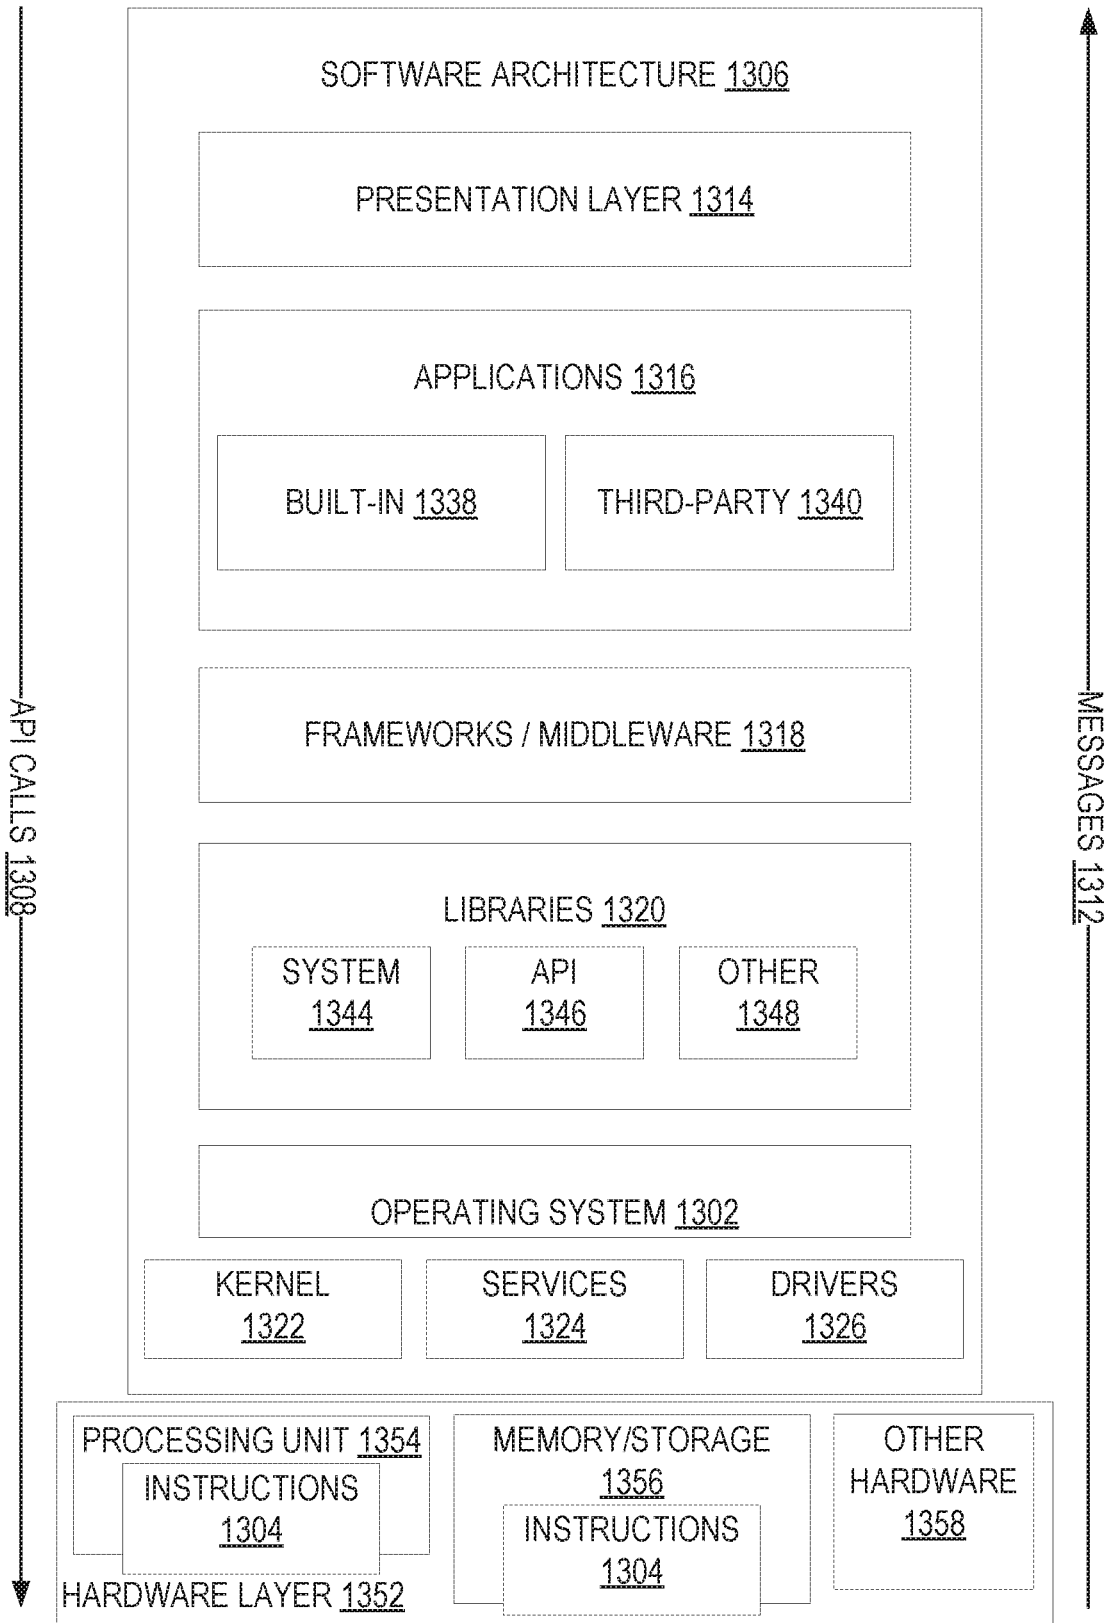 SOFTWARE ARCHITECTURE 1306
PRESENTATION LAYER 1314
APPLICATIONS 1316
BUILT-IN 1338
THIRD-PARTY 1340
FRAMEWORKS / MIDDLEWARE 1318
API CALLS 1308
MESSAGES 1312
LIBRARIES 1320
SYSTEM
1344
API
1346
OTHER
1348
OPERATING SYSTEM 1302
KERNEL
1322
SERVICES
1324
DRIVERS
1326
PROCESSING UNIT 1354
INSTRUCTIONS
1304
MEMORY/STORAGE
1356
INSTRUCTIONS
1304
OTHER
HARDWARE
1358
HARDWARE LAYER 1352